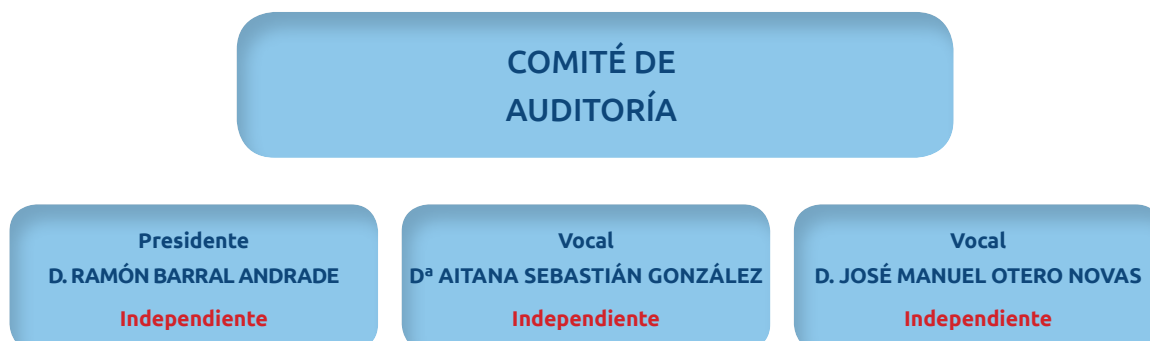 COMITÉ DE
AUDITORÍA
Presidente
D. RAMÓN BARRAL ANDRADE
Independiente
Vocal
Dª AITANA SEBASTIÁN GONZÁLEZ
Independiente
Vocal
D. JOSÉ MANUEL OTERO NOVAS
Independiente